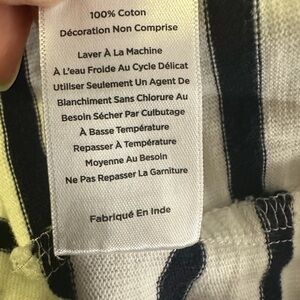 100% Coton
Décoration Non Comprise
Laver À La Machine
À L'eau Froide Au Cycle Délicat
Utiliser Seulement Un Agent De
Blanchiment Sans Chlorure Au
Besoin Sécher Par Culbutage
À Basse Température
Repasser À Température
Moyenne Au Besoin
Ne Pas Repasser La Garniture
Fabriqué En Inde